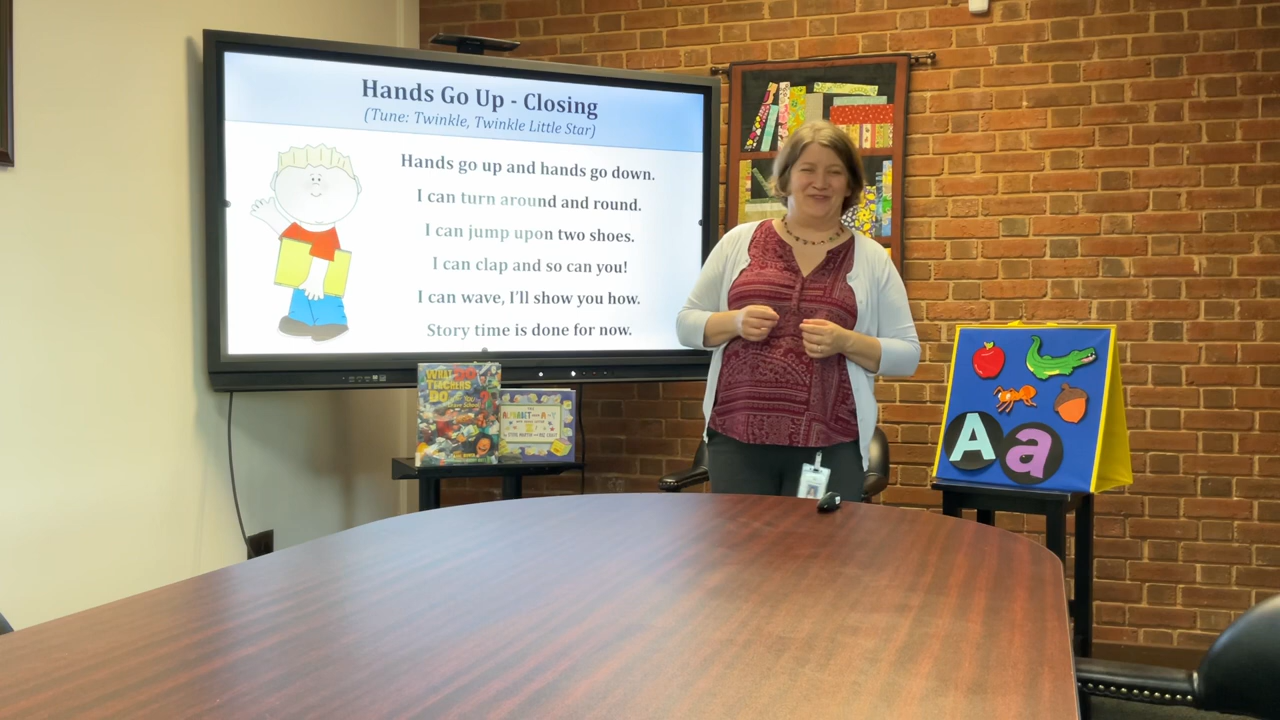 Hands Go Up - Closing
(Tune: Twinkle, Twinkle Little Star)
Hands go up and hands go down.
I can turn around and round.
I can jump upon two shoes.
I can clap and so can you!
I can wave, I'll show you how.
Story time is done for now.
WHAT
TEACHERS
DO
THE
ALPHABET
A a